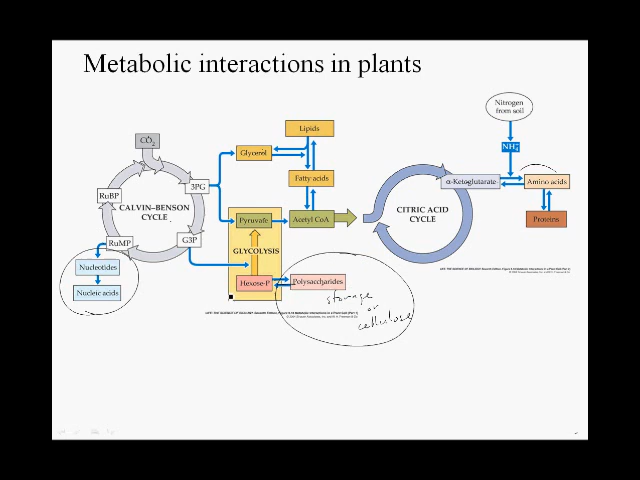 Metabolic interactions in plants
CO2
3PG
RuBP
CALVIN–BENSON
CYCLE
RuMP
G3P
Nucleotides
Nucleic acids
Lipids
Glycerol
Fatty acids
Pyruvate
Acetyl CoA
GLYCOLYSIS
Hexose-P
Polysaccharides
storage
or
cellulose
CITRIC ACID
CYCLE
Nitrogen
from soil
NH4+
α-Ketoglutarate
Amino acids
Proteins